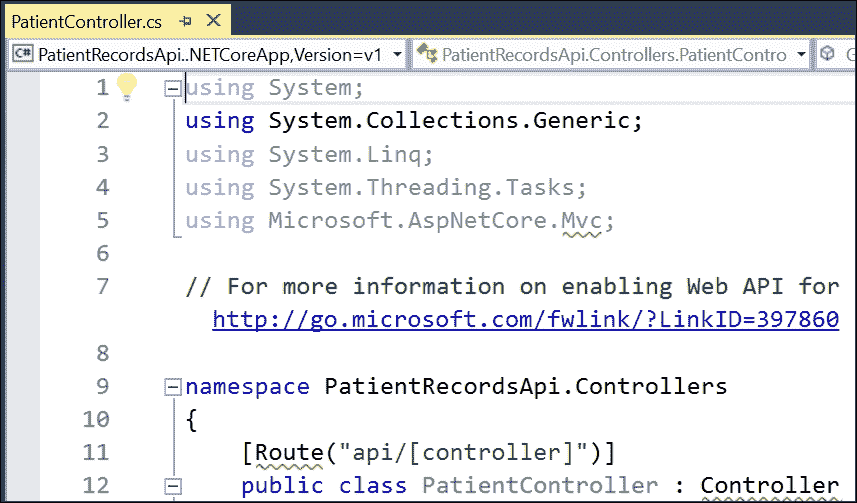 PatientController.cs
C# PatientRecordsApi..NETCoreApp,Version=v1 PatientRecordsApi.Controllers.PatientContro G
1 using System;
2 using System.Collections.Generic;
3 using System.Linq;
4 using System.Threading.Tasks;
5 using Microsoft.AspNetCore.Mvc;
6
7 // For more information on enabling Web API for
http://go.microsoft.com/fwlink/?LinkID=397860
8
9 namespace PatientRecordsApi.Controllers
10 {
11 [Route("api/[controller]")]
12 public class PatientController : Controller